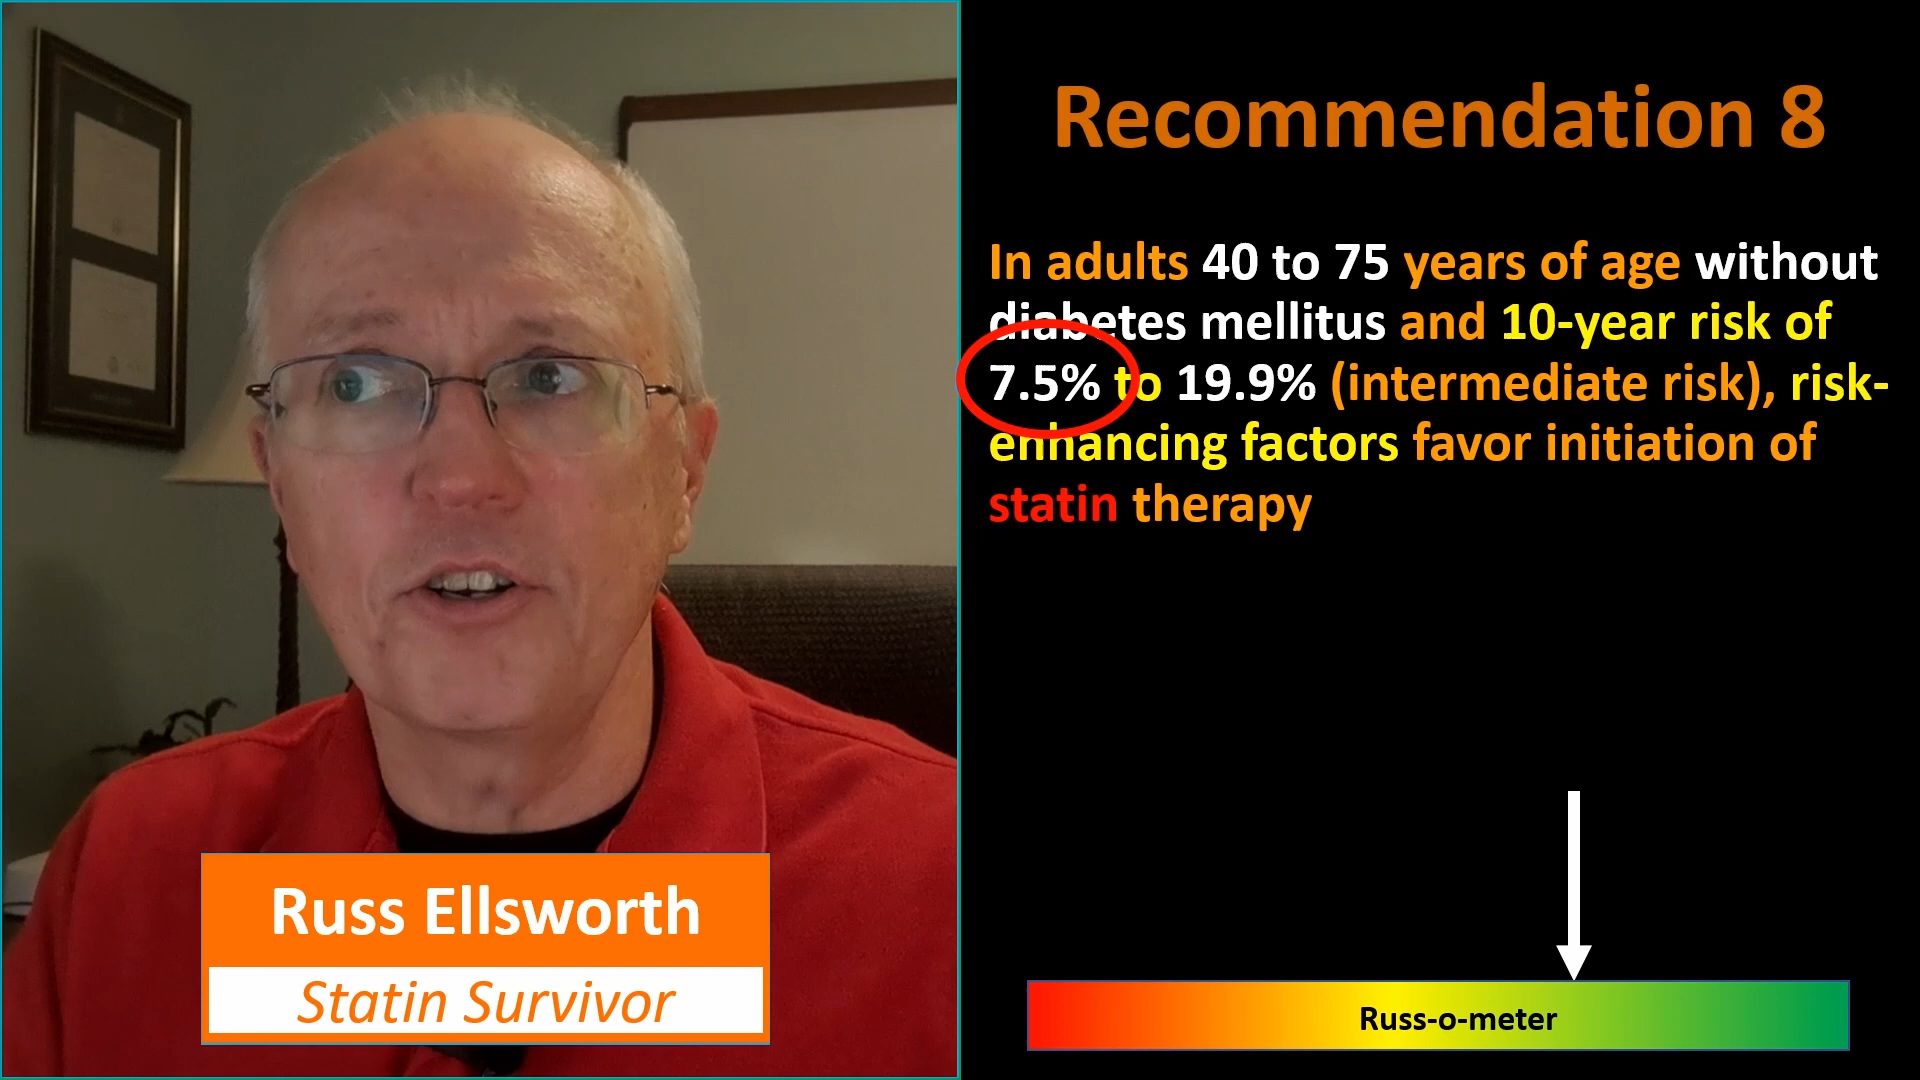 Recommendation 8
In adults 40 to 75 years of age without
diabetes mellitus and 10-year risk of
7.5% to 19.9% (intermediate risk), risk-
enhancing factors favor initiation of
statin therapy
Russ Ellsworth
Statin Survivor
Russ-o-meter